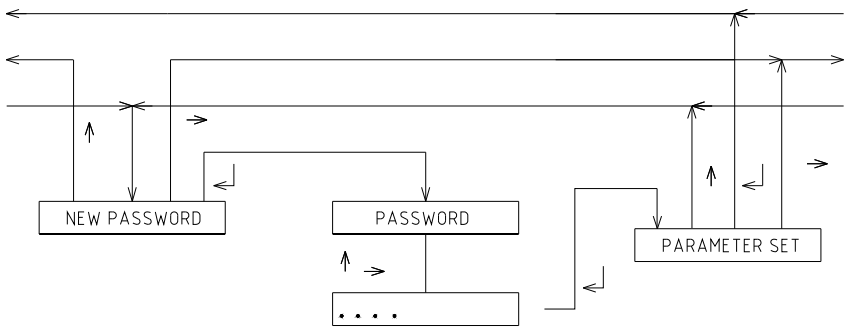 NEW PASSWORD
PASSWORD
PARAMETER SET
. . . .